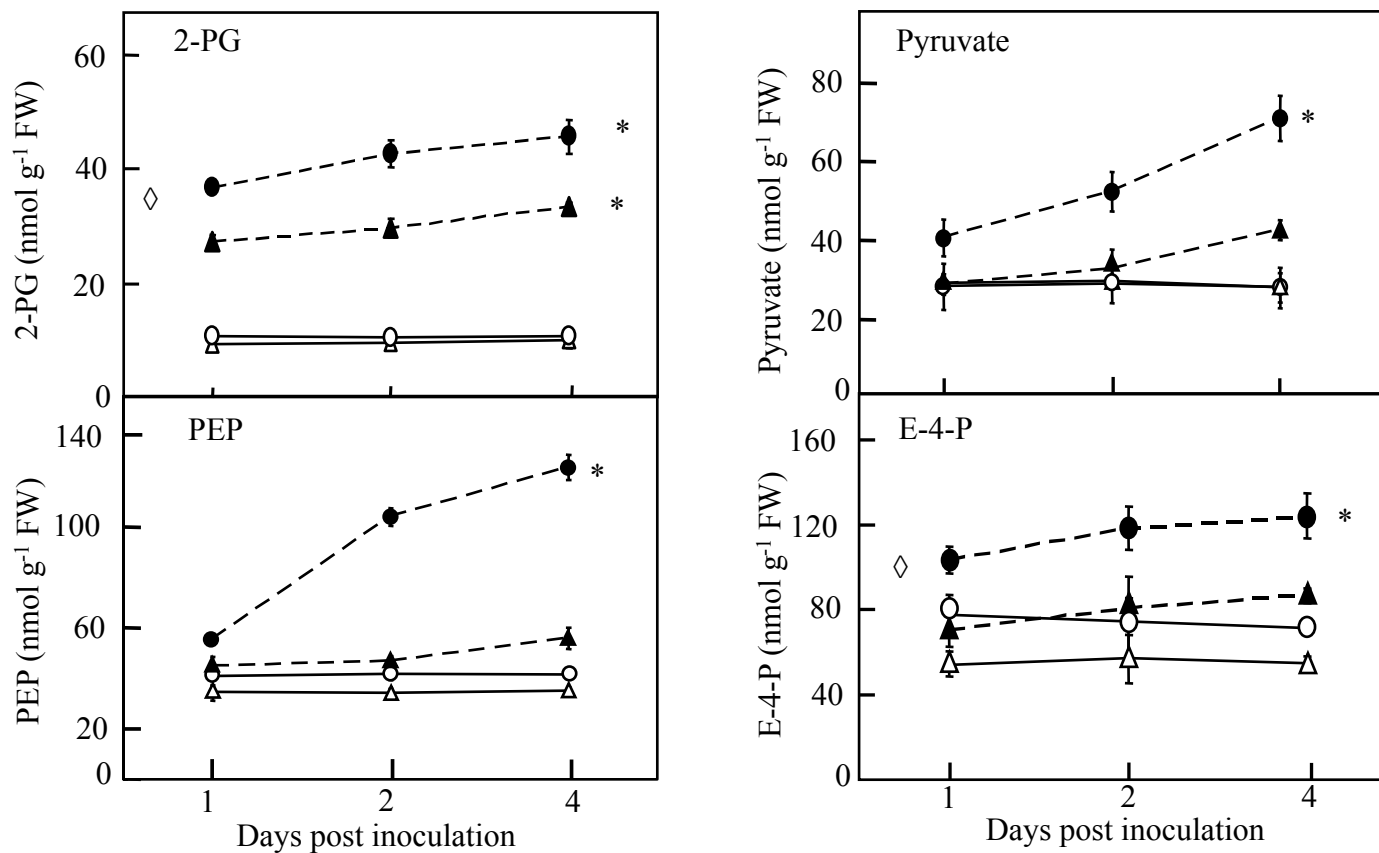 2-PG
2-PG (nmol g⁻¹ FW)
60
40
20
0
*
*
Pyruvate
Pyruvate (nmol g⁻¹ FW)
80
60
40
20
0
*
PEP
PEP (nmol g⁻¹ FW)
140
100
60
20
0
*
1 2 4
Days post inoculation
E-4-P
E-4-P (nmol g⁻¹ FW)
160
120
80
40
0
*
1 2 4
Days post inoculation